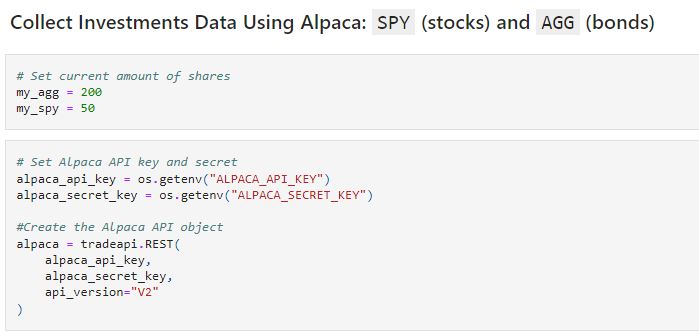 Collect Investments Data Using Alpaca: SPY (stocks) and AGG (bonds)
# Set current amount of shares
my_agg = 200
my_spy = 50
# Set Alpaca API key and secret
alpaca_api_key = os.getenv("ALPACA_API_KEY")
alpaca_secret_key = os.getenv("ALPACA_SECRET_KEY")
#Create the Alpaca API object
alpaca = tradeapi.REST(
    alpaca_api_key,
    alpaca_secret_key,
    api_version="V2"
)